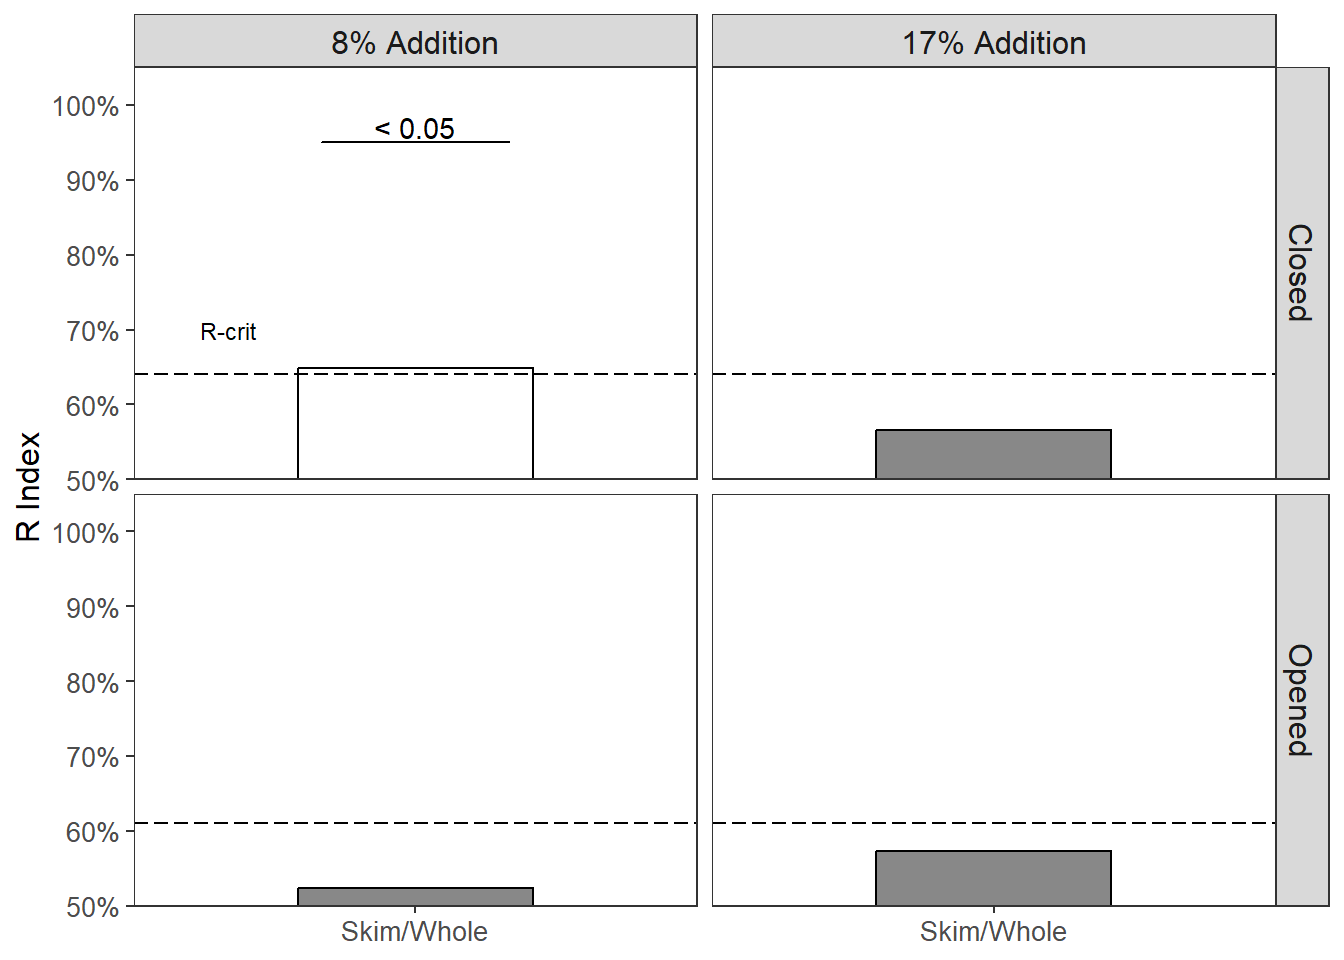 8% Addition
17% Addition
R Index
100%
90%
80%
70%
60%
50%
< 0.05
R-crit
Closed
100%
90%
80%
70%
60%
50%
Opened
Skim/Whole
Skim/Whole